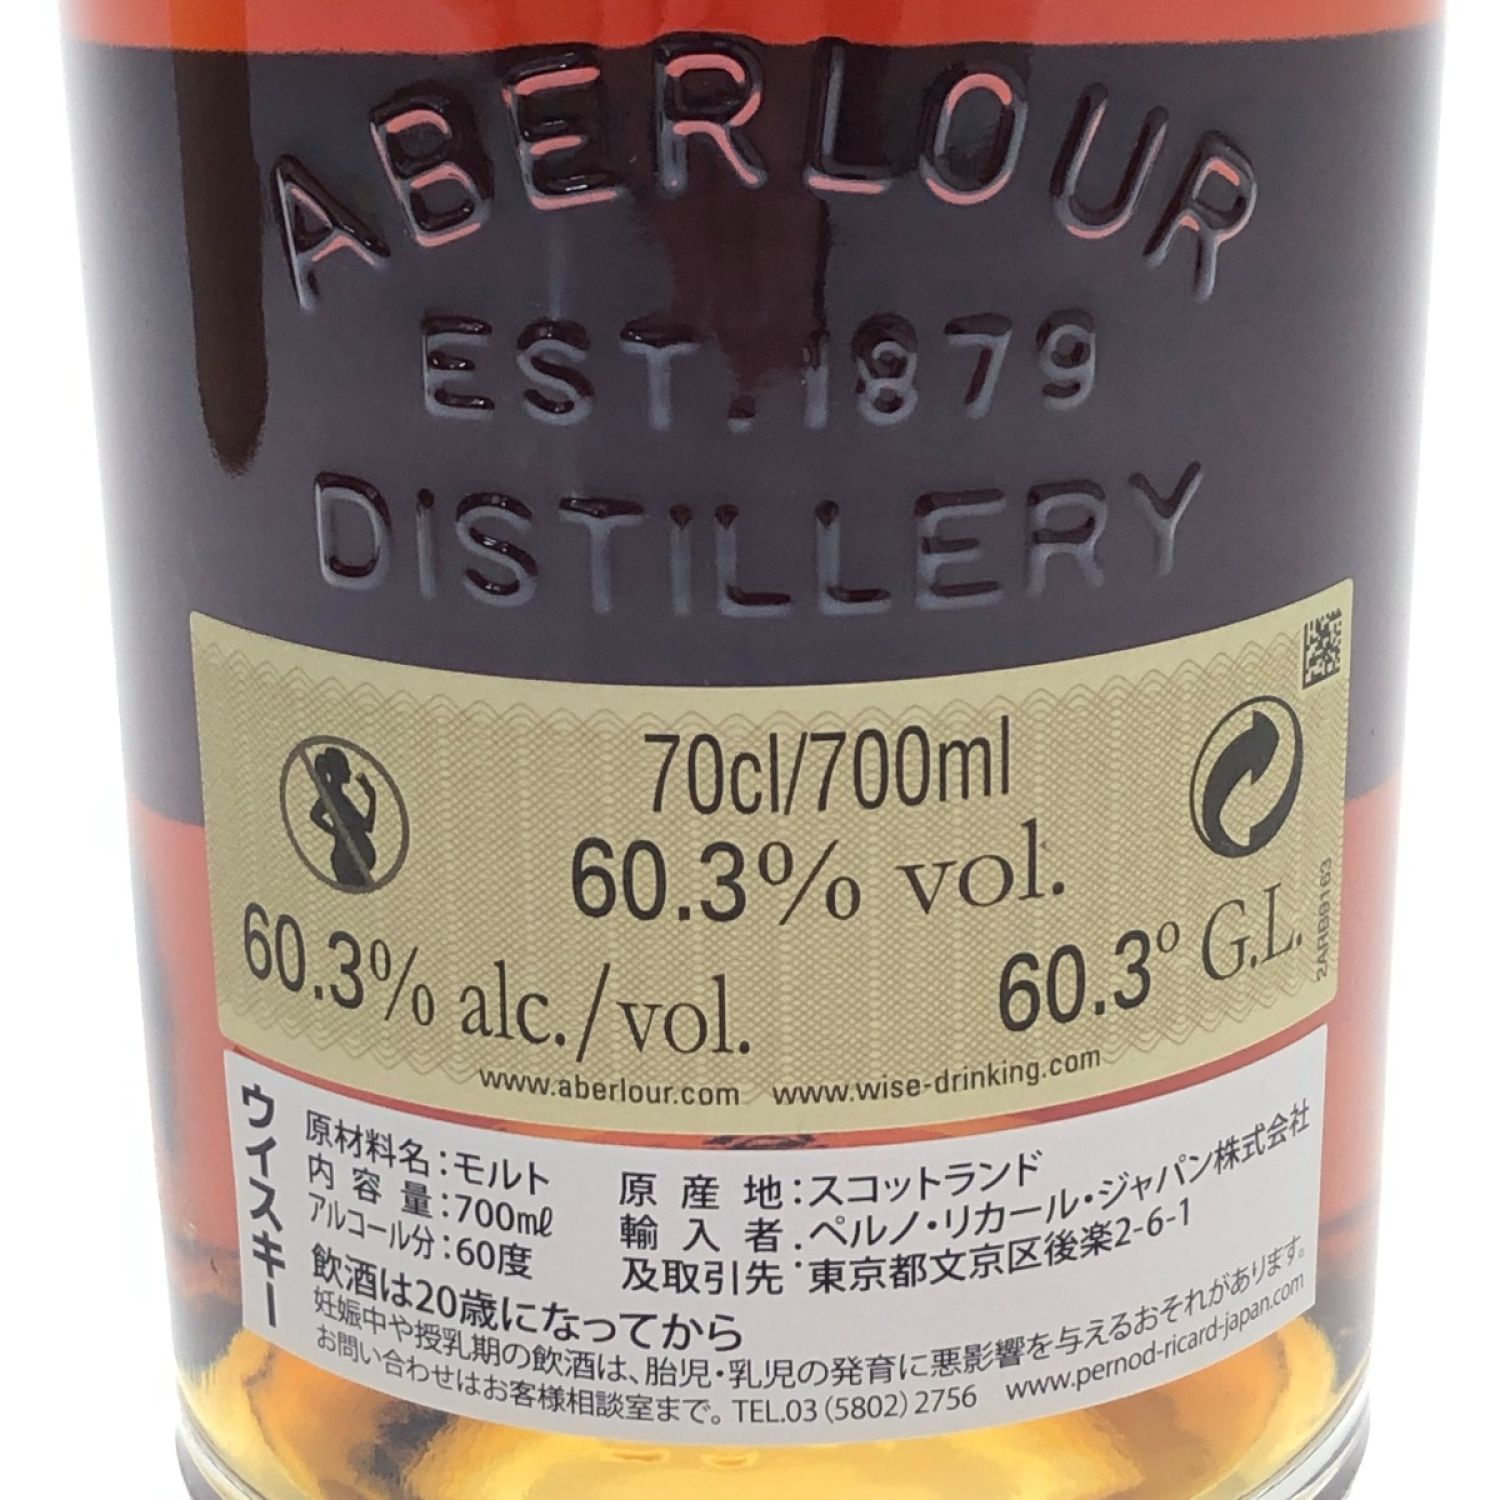 ABERLOUR
EST. 1879
DISTILLERY
70cl/700ml
60.3% vol.
60.3% alc./vol.
60.3º G.L.
2ARB9163
www.aberlour.com www.wise-drinking.com
ウイスキー
原材料名：モルト
内容量：700㎖
アルコール分：60度
原産地：スコットランド
輸入者：ペルノ・リカール・ジャパン株式会社
及取引先 東京都文京区後楽2-6-1
飲酒は20歳になってから
妊娠中や授乳期の飲酒は、胎児・乳児の発育に悪影響を与えるおそれがあります。
お問い合わせはお客様相談室まで。TEL.03（5802）2756 www.pernod-ricard-japan.com